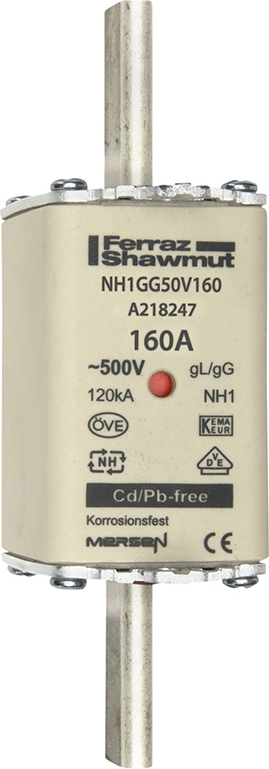 Ferraz
Shawmut
NH1GG50V160
A218247
160A
~500V gL/gG
120kA NH1
ÖVE KEMA
KEUR
NH VDE
Cd/Pb-free
Korrosionsfest
MERSEN CE